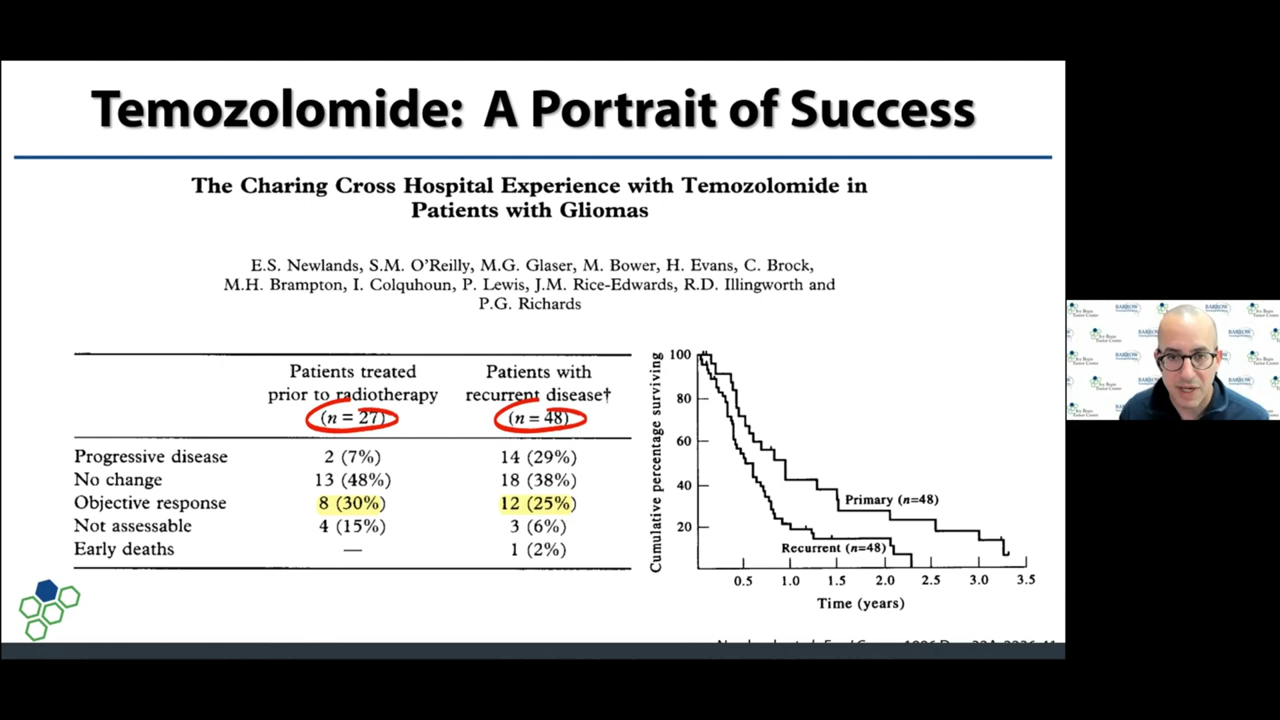 Temozolomide: A Portrait of Success
The Charing Cross Hospital Experience with Temozolomide in
Patients with Gliomas
E.S. Newlands, S.M. O'Reilly, M.G. Glaser, M. Bower, H. Evans, C. Brock,
M.H. Brampton, I. Colquhoun, P. Lewis, J.M. Rice-Edwards, R.D. Illingworth and
P.G. Richards
Patients treated
prior to radiotherapy
(n = 27)
Patients with
recurrent disease†
(n = 48)
Progressive disease 2 (7%) 14 (29%)
No change 13 (48%) 18 (38%)
Objective response 8 (30%) 12 (25%)
Not assessable 4 (15%) 3 (6%)
Early deaths — 1 (2%)
Cumulative percentage surviving
100
80
60
40
20
Primary (n=48)
Recurrent (n=48)
0.5 1.0 1.5 2.0 2.5 3.0 3.5
Time (years)
BARROW
Ivy Brain
Tumor Center